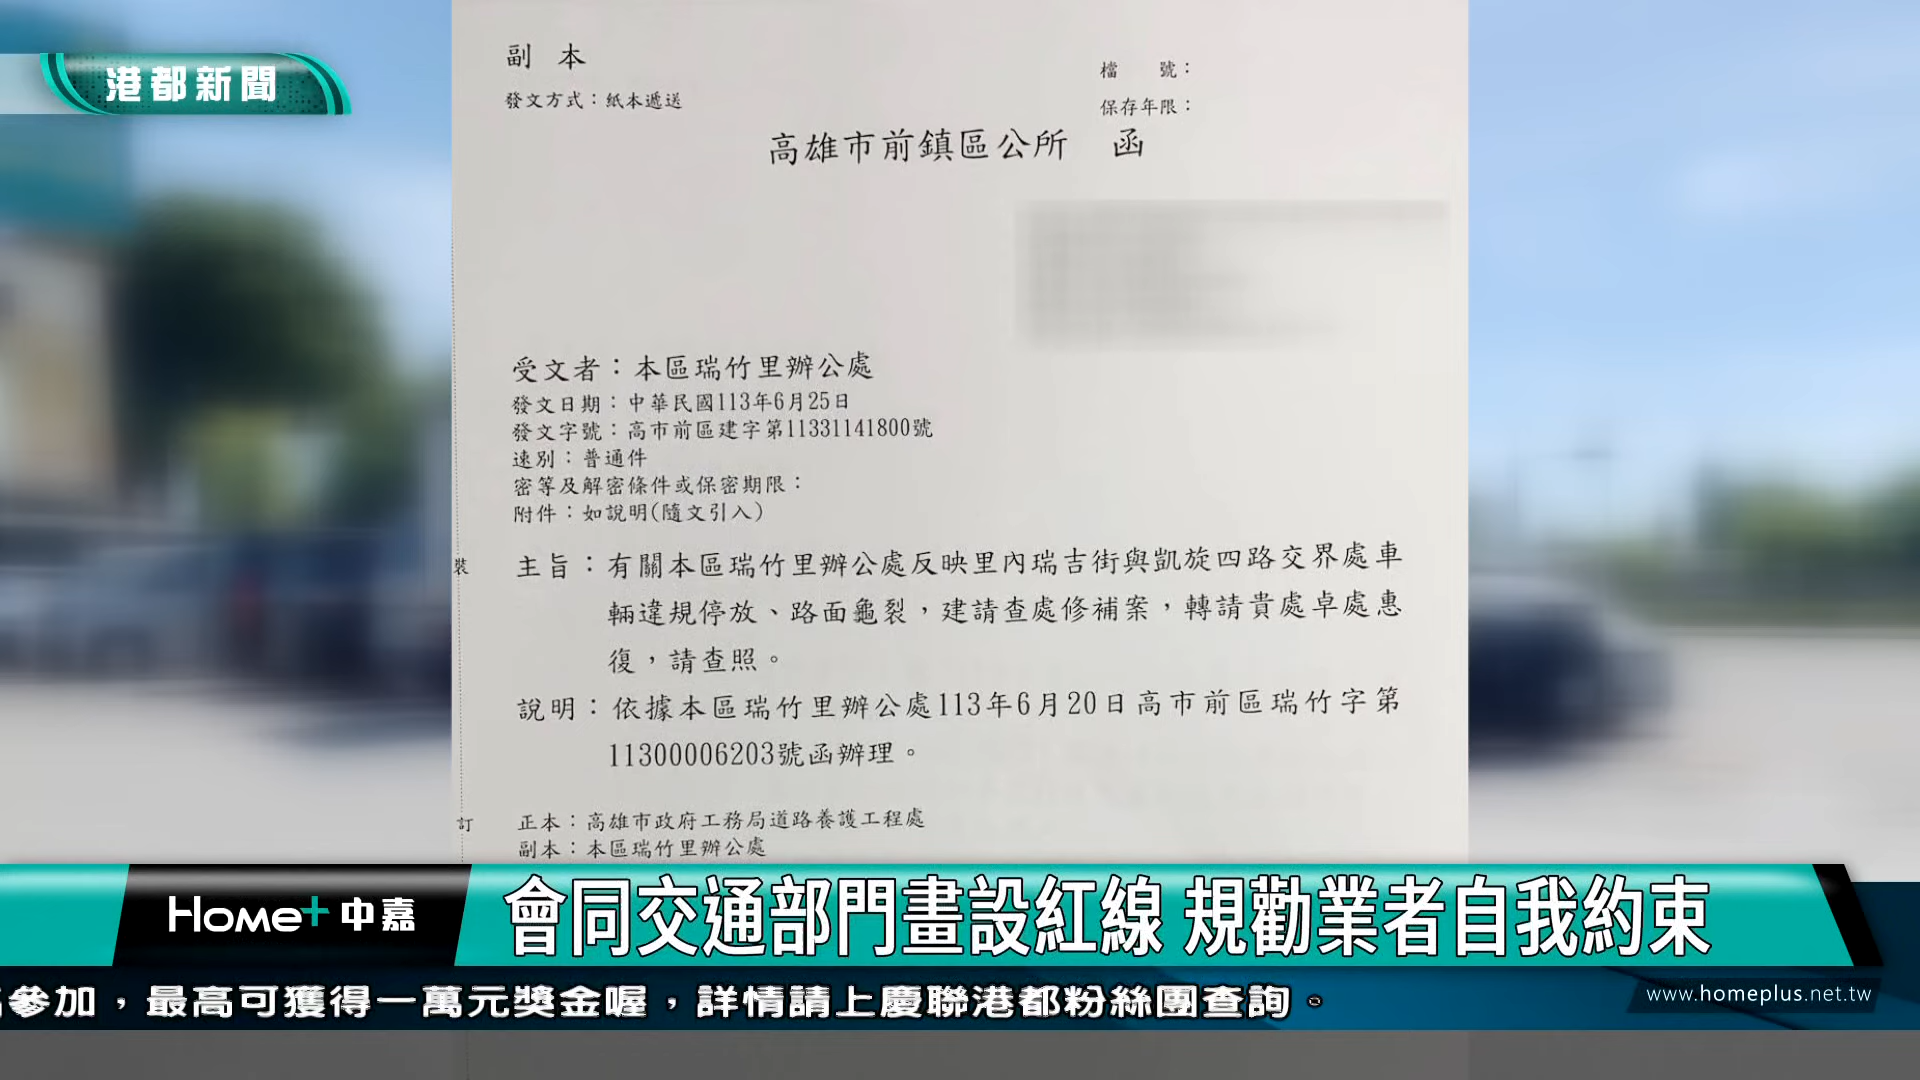 港都新聞
副 本
發文方式：紙本遞送
檔 號：
保存年限：
高雄市前鎮區公所 函
受文者：本區瑞竹里辦公處
發文日期：中華民國113年6月25日
發文字號：高市前區建字第11331141800號
速別：普通件
密等及解密條件或保密期限：
附件：如說明(隨文引入)
裝
主旨：有關本區瑞竹里辦公處反映里內瑞吉街與凱旋四路交界處車
輛違規停放、路面龜裂，建請查處修補案，轉請貴處卓處惠
復，請查照。
說明：依據本區瑞竹里辦公處113年6月20日高市前區瑞竹字第
11300006203號函辦理。
訂
正本：高雄市政府工務局道路養護工程處
副本：本區瑞竹里辦公處
Home+ 中嘉
會同交通部門畫設紅線 規勸業者自我約束
參加，最高可獲得一萬元獎金喔，詳情請上慶聯港都粉絲團查詢。
www.homeplus.net.tw